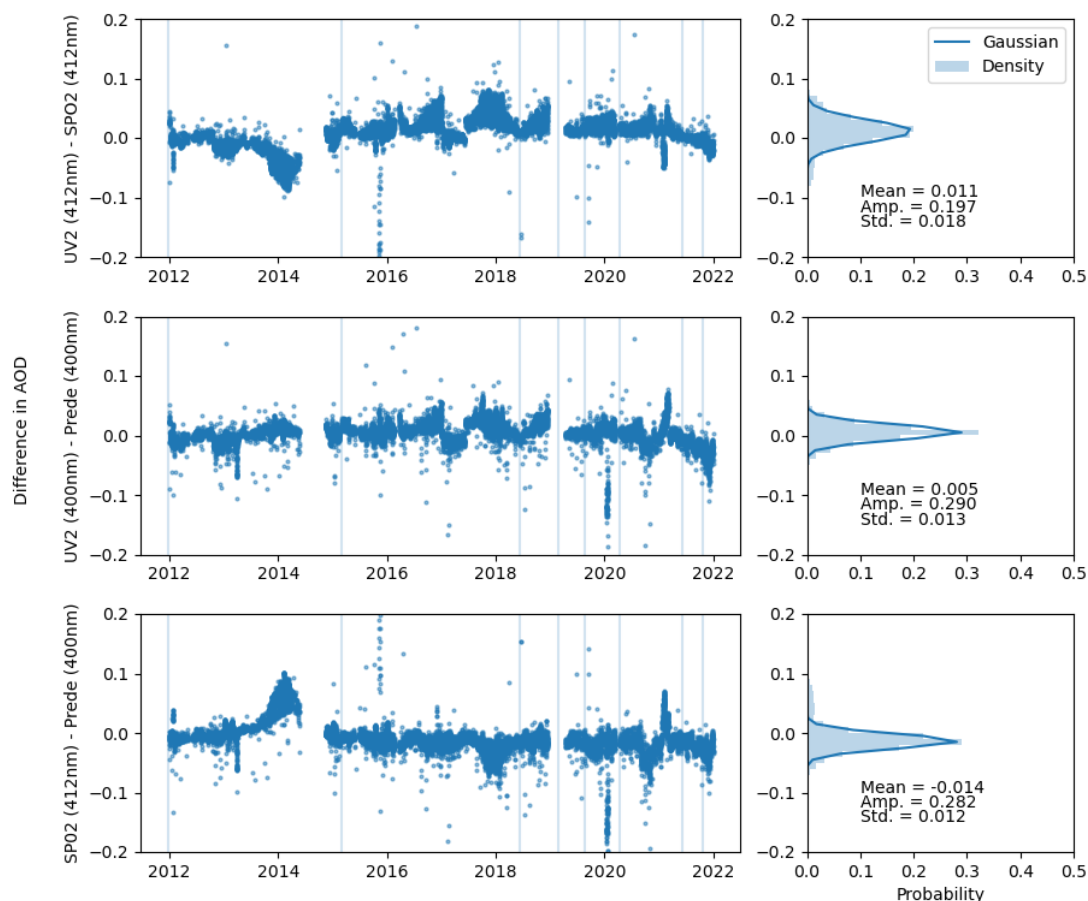 Difference in AOD
UV2 (412nm) - SPO2 (412nm)
0.2
0.1
0.0
−0.1
−0.2
2012 2014 2016 2018 2020 2022
0.2
0.1
0.0
−0.1
−0.2
Gaussian
Density
Mean = 0.011
Amp. = 0.197
Std. = 0.018
0.0 0.1 0.2 0.3 0.4 0.5
UV2 (400nm) - Prede (400nm)
0.2
0.1
0.0
−0.1
−0.2
2012 2014 2016 2018 2020 2022
0.2
0.1
0.0
−0.1
−0.2
Mean = 0.005
Amp. = 0.290
Std. = 0.013
0.0 0.1 0.2 0.3 0.4 0.5
SP02 (412nm) - Prede (400nm)
0.2
0.1
0.0
−0.1
−0.2
2012 2014 2016 2018 2020 2022
0.2
0.1
0.0
−0.1
−0.2
Mean = -0.014
Amp. = 0.282
Std. = 0.012
0.0 0.1 0.2 0.3 0.4 0.5
Probability